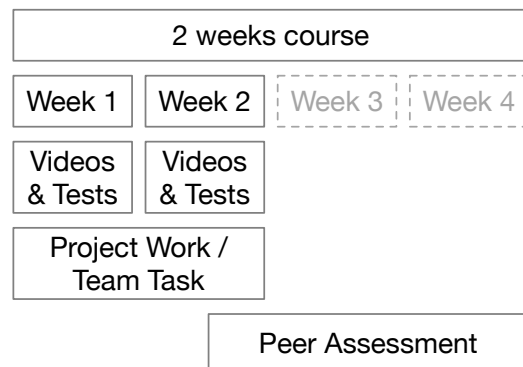 2 weeks course
Week 1 Week 2 Week 3 Week 4
Videos Videos
& Tests & Tests
Project Work /
Team Task
Peer Assessment